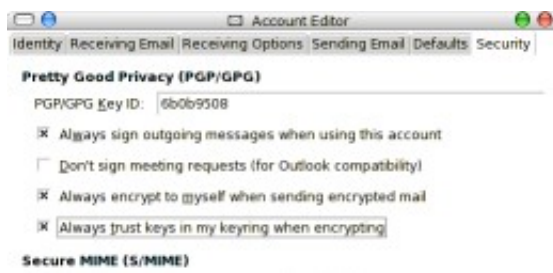 Account Editor
Identity Receiving Email Receiving Options Sending Email Defaults Security
Pretty Good Privacy (PGP/GPG)
PGP/GPG Key ID: 6b0b9508
Always sign outgoing messages when using this account
Don't sign meeting requests (for Outlook compatibility)
Always encrypt to myself when sending encrypted mail
Always trust keys in my keyring when encrypting
Secure MIME (S/MIME)